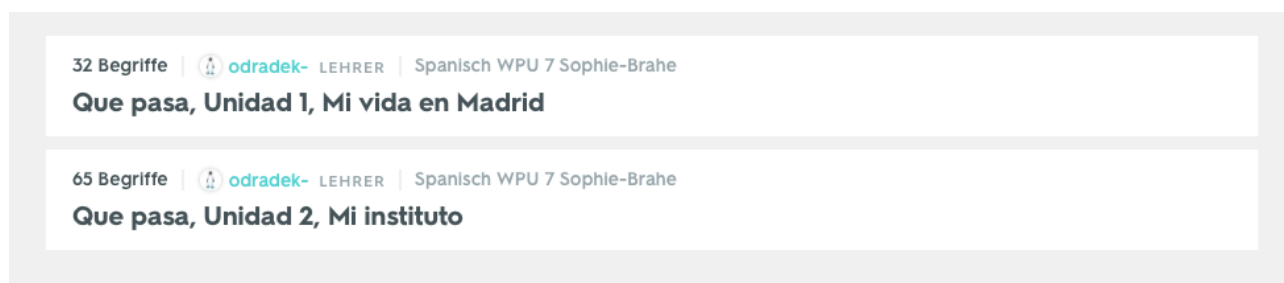 32 Begriffe odradek- LEHRER Spanisch WPU 7 Sophie-Brahe
Que pasa, Unidad 1, Mi vida en Madrid
65 Begriffe odradek- LEHRER Spanisch WPU 7 Sophie-Brahe
Que pasa, Unidad 2, Mi instituto